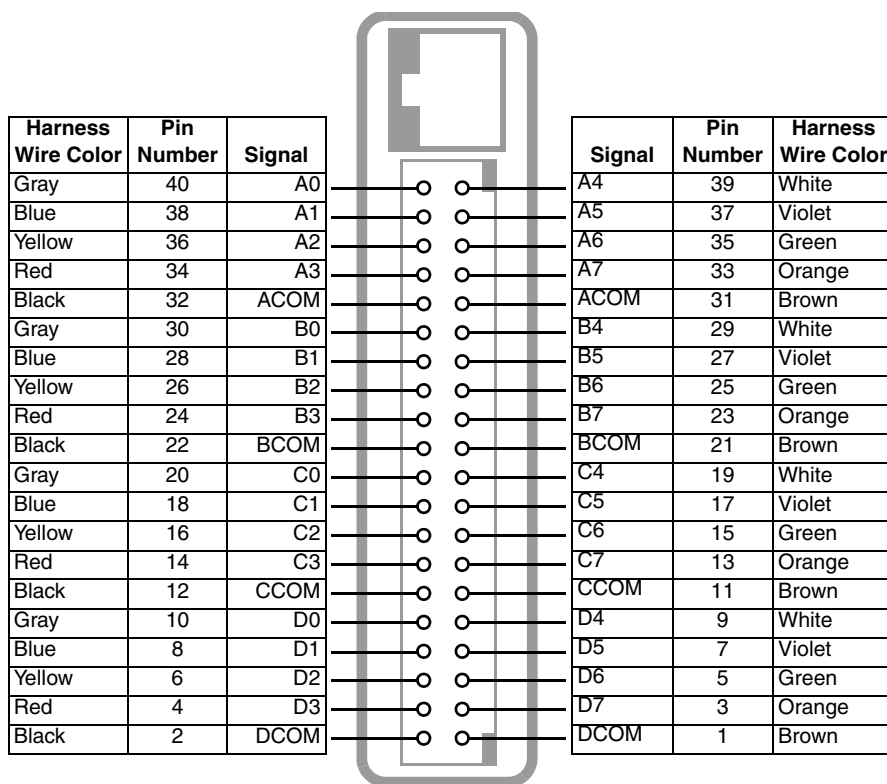 Harness Wire Color Pin Number Signal
Gray 40 A0
Blue 38 A1
Yellow 36 A2
Red 34 A3
Black 32 ACOM
Gray 30 B0
Blue 28 B1
Yellow 26 B2
Red 24 B3
Black 22 BCOM
Gray 20 C0
Blue 18 C1
Yellow 16 C2
Red 14 C3
Black 12 CCOM
Gray 10 D0
Blue 8 D1
Yellow 6 D2
Red 4 D3
Black 2 DCOM
Signal Pin Number Harness Wire Color
A4 39 White
A5 37 Violet
A6 35 Green
A7 33 Orange
ACOM 31 Brown
B4 29 White
B5 27 Violet
B6 25 Green
B7 23 Orange
BCOM 21 Brown
C4 19 White
C5 17 Violet
C6 15 Green
C7 13 Orange
CCOM 11 Brown
D4 9 White
D5 7 Violet
D6 5 Green
D7 3 Orange
DCOM 1 Brown